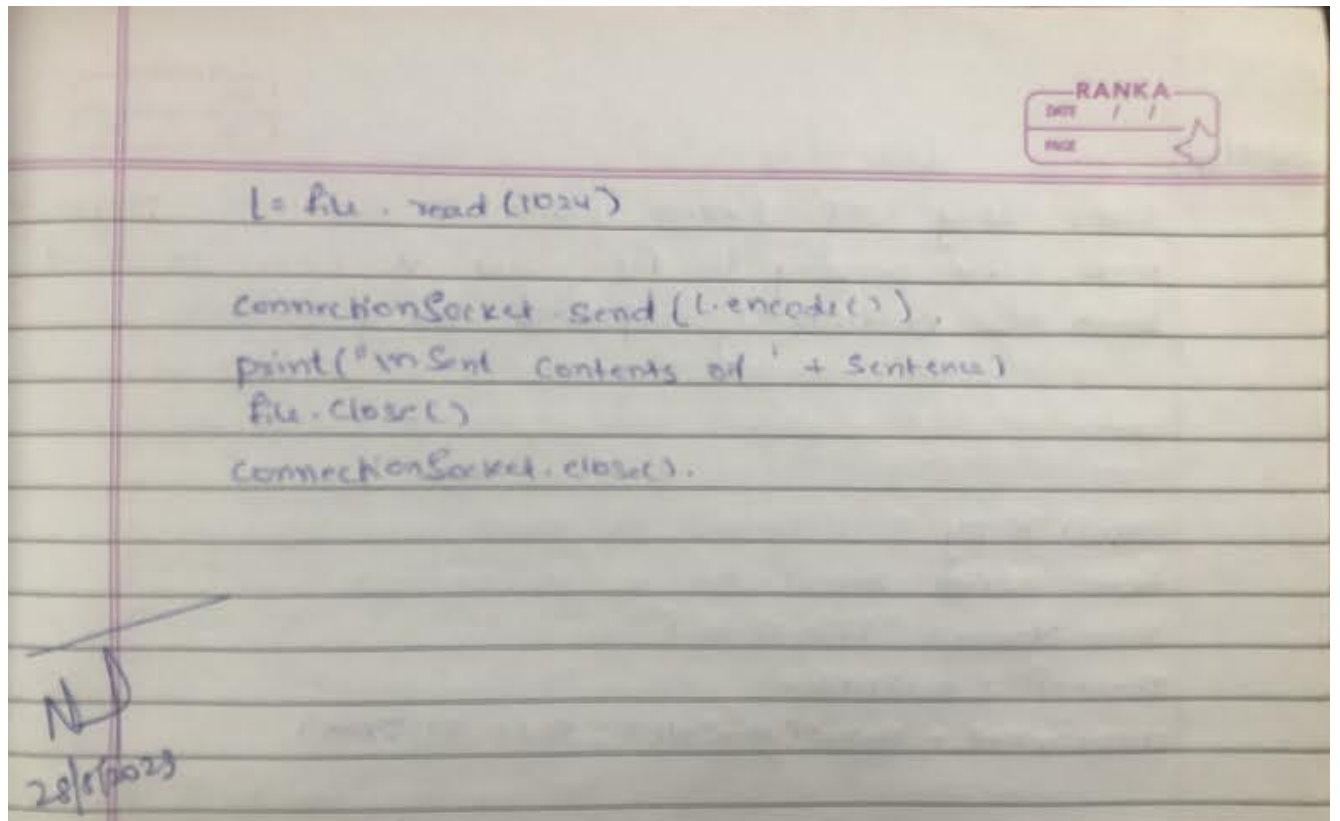 RANKA
DATE / /
PAGE
l = file . read (1024)
connectionSocket . send (l.encode( ) ) .
print ("\n Sent contents of ' + Sentence)
file . close ( )
connectionSocket . close( ) .
28/8/2023